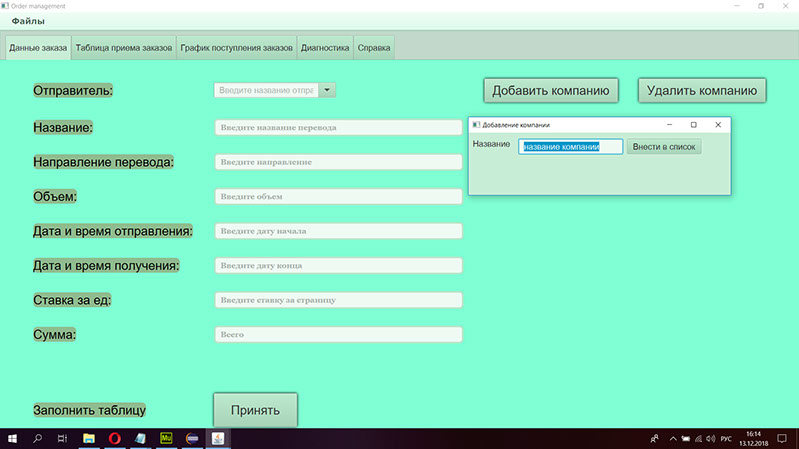 Order management
Файлы
Данные заказа Таблица приема заказов График поступления заказов Диагностика Справка
Отправитель: Введите название отпра Добавить компанию Удалить компанию
Добавление компании
Название: Введите название перевода
Название название компании Внести в список
Направление перевода: Введите направление
Объем: Введите объем
Дата и время отправления: Введите дату начала
Дата и время получения: Введите дату конца
Ставка за ед: Введите ставку за страницу
Сумма: Всего
Заполнить таблицу Принять
Mu РУС 16:14
13.12.2018